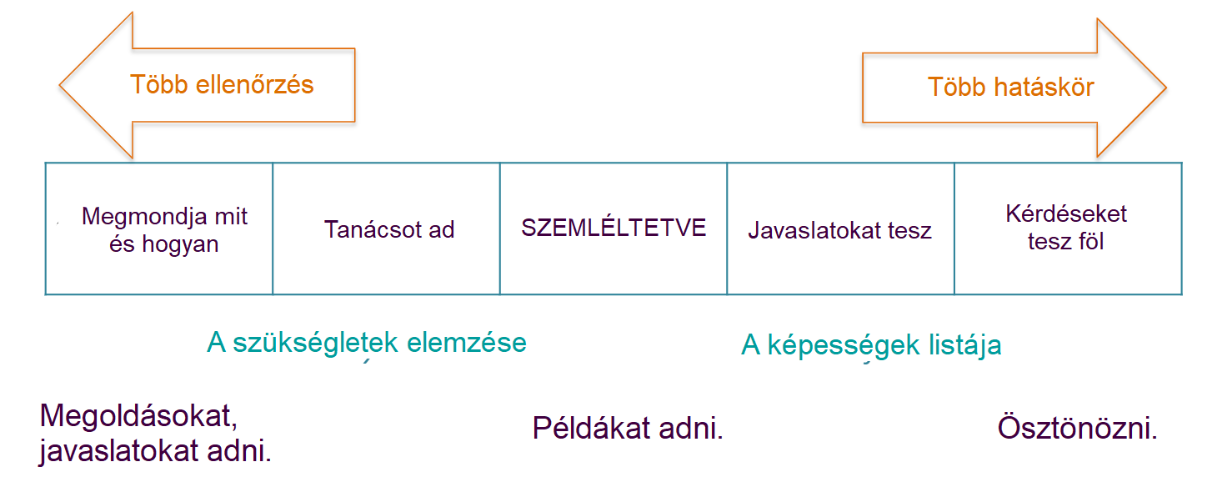 Több ellenőrzés
Több hatáskör
Megmondja mit
és hogyan
Tanácsot ad
SZEMLÉLTETVE
Javaslatokat tesz
Kérdéseket
tesz föl
A szükségletek elemzése
A képességek listája
Megoldásokat,
javaslatokat adni.
Példákat adni.
Ösztönözni.